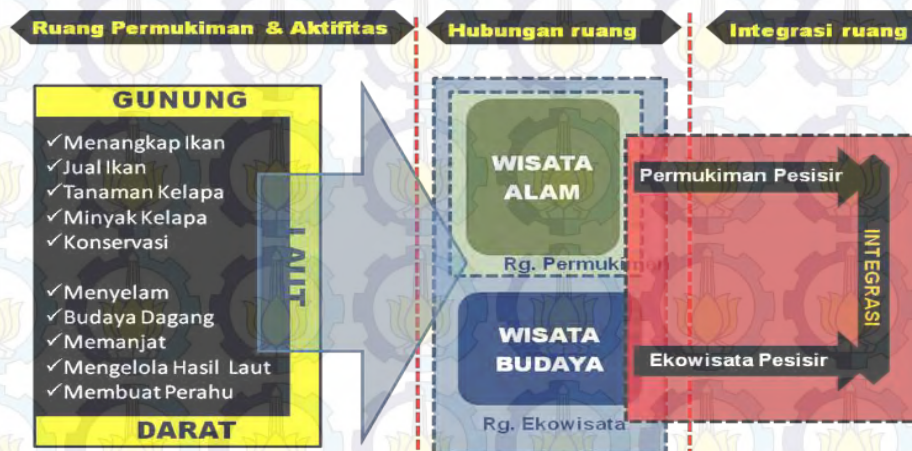 Ruang Permukiman & Aktifitas
Hubungan ruang
Integrasi ruang
GUNUNG
✓Menangkap Ikan
✓Jual Ikan
✓Tanaman Kelapa
✓Minyak Kelapa
✓Konservasi
✓Menyelam
✓Budaya Dagang
✓Memanjat
✓Mengelola Hasil Laut
✓Membuat Perahu
LAUT
DARAT
WISATA
ALAM
Rg. Permukimen
WISATA
BUDAYA
Rg. Ekowisata
Permukiman Pesisir
INTEGRASI
Ekowisata Pesisir